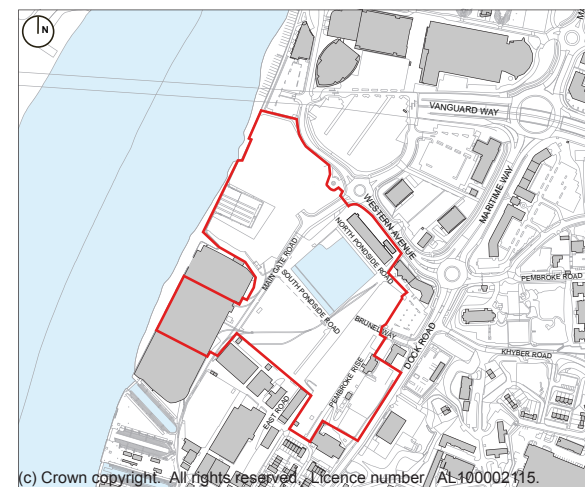 N
VANGUARD WAY
MARITIME WAY
WESTERN AVENUE
NORTH PONDSIDE ROAD
MAIN GATE ROAD
SOUTH PONDSIDE ROAD
PEMBROKE ROAD
BRUNEL WAY
DOCK ROAD
KHYBER ROAD
PEMBROKE RISE
EAST ROAD
(c) Crown copyright. All rights reserved. Licence number AL100002115.